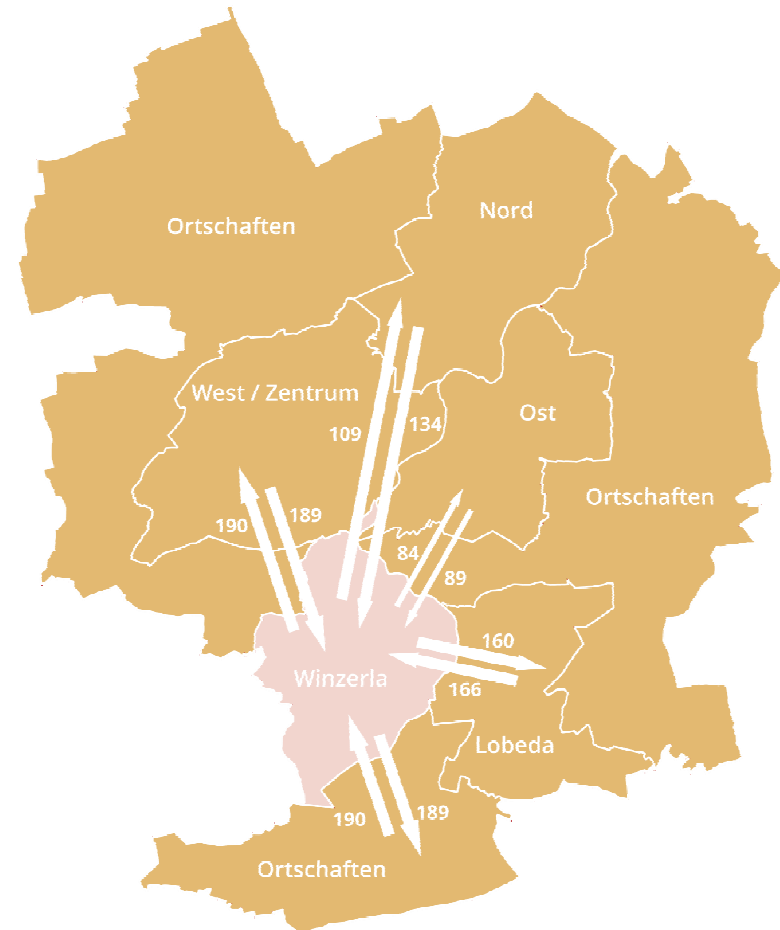 Nord
Ortschaften
West / Zentrum
Ost
109
134
Ortschaften
190
189
84
89
160
Winzerla
166
Lobeda
190
189
Ortschaften